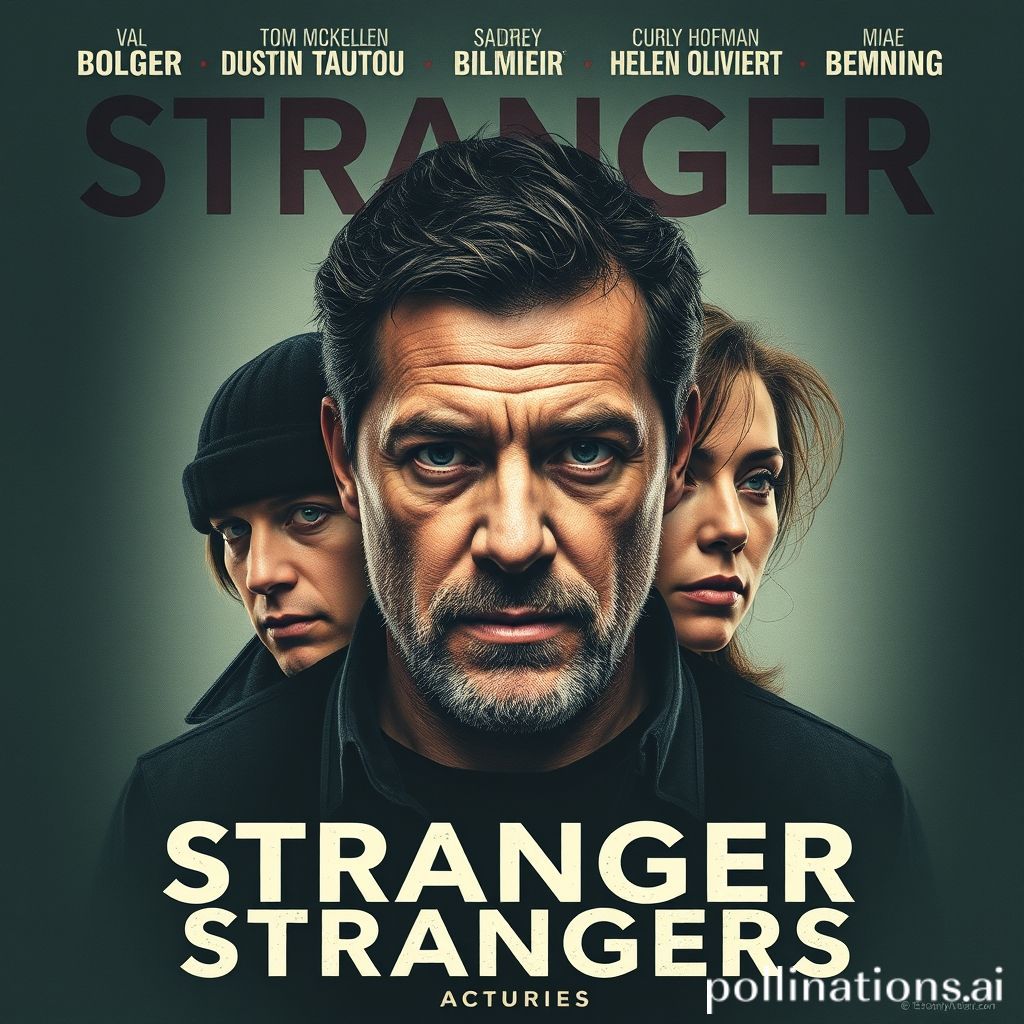 VAL TOM MCKELLEN SADREY CURLY HOFMAN MIAE
BOLGER · DUSTIN TAUTOU · BILMIEIR · HELEN OLIVIERT · BEMNING
STRANGER
STRANGER
STRANGERS
ACTURIES
pollinations.ai